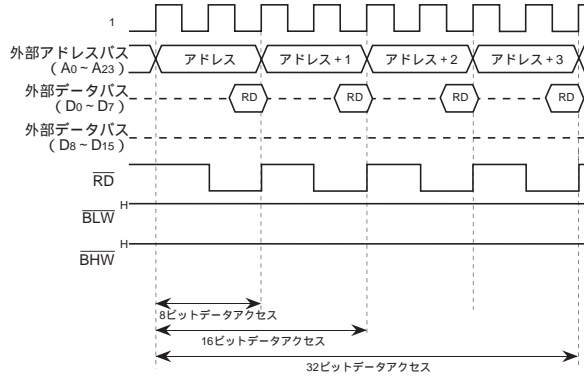 1
外部アドレスバス
(A0~A23)
アドレス
アドレス+1
アドレス+2
アドレス+3
外部データバス
(D0~D7)
RD
RD
RD
RD
外部データバス
(D8~D15)
RD
BLW
H
BHW
H
8ビットデータアクセス
16ビットデータアクセス
32ビットデータアクセス